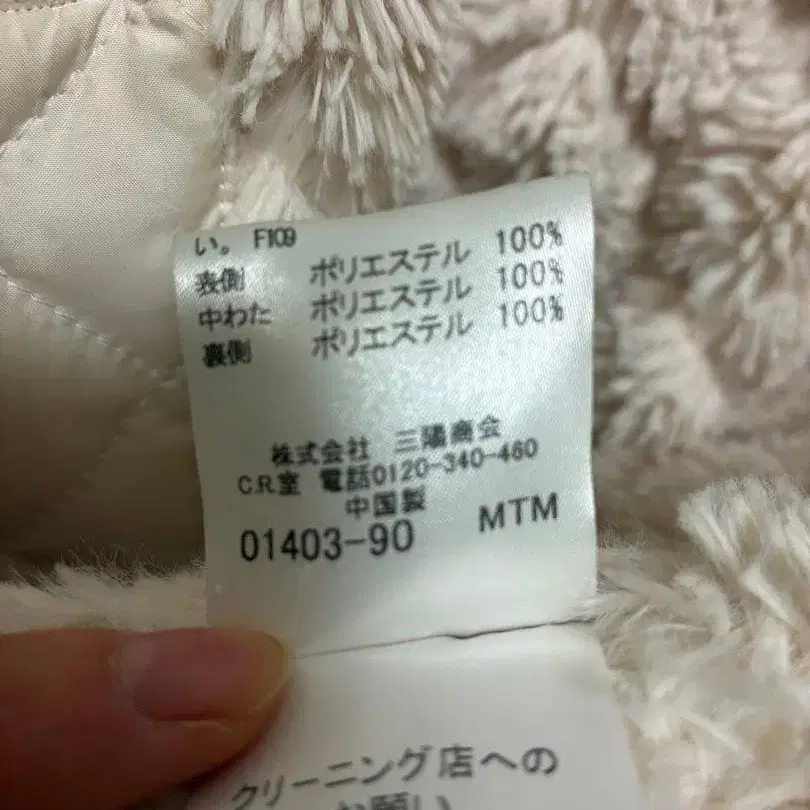 い。 F109
表側 ポリエステル 100%
中わた ポリエステル 100%
裏側 ポリエステル 100%
株式会社 三陽商会
C.R.室 電話0120-340-460
中国製
01403-90 MTM
クリーニング店への
お願い